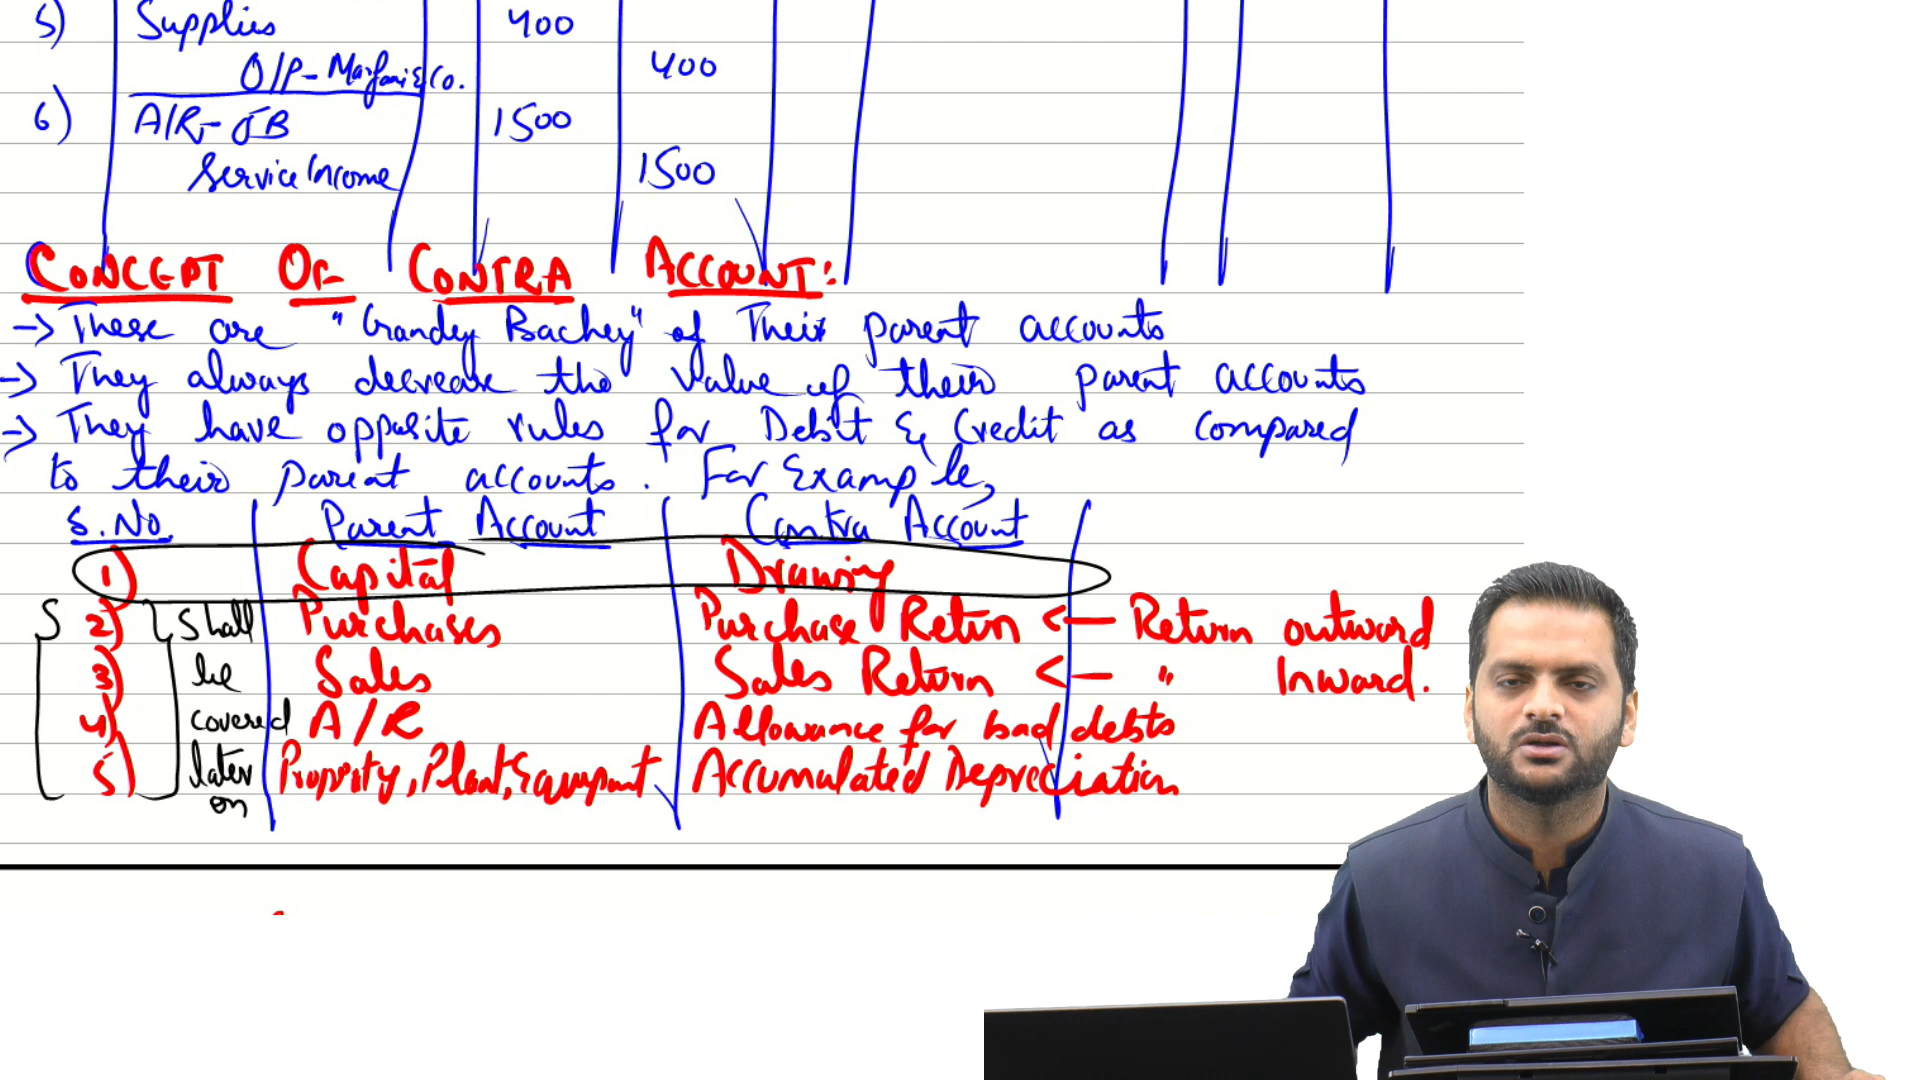 5) Supplies 400
O/P- Marfani & Co. 400
6) A/R- JB 1500
Service Income 1500
CONCEPT OF CONTRA ACCOUNT:
→ These are "Gandey Bachey" of Their parent accounts
→ They always decrease the value of their parent accounts
→ They have opposite rules for Debit & Credit as compared
to their parent accounts. For Example,
S.No. Parent Account Contra Account
1) Capital Drawing
2) Shall Purchases Purchase Return ← Return outward
3) be Sales Sales Return ← " Inward.
4) covered A/R Allowance for bad debts
5) later on Property, Plant, Equipment Accumulated Depreciation